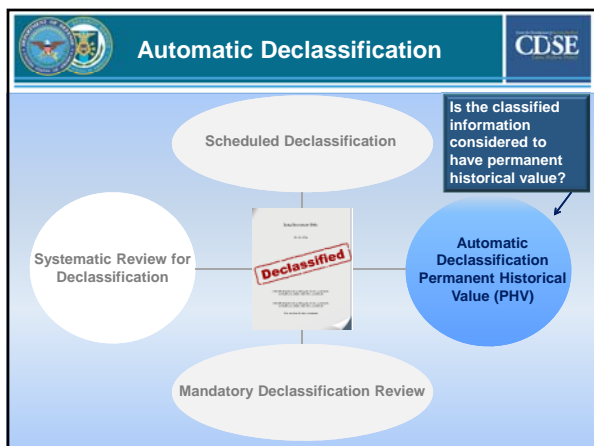 Automatic Declassification
CDSE
Is the classified
information
considered to
have permanent
historical value?
Scheduled Declassification
Systematic Review for
Declassification
Declassified
Automatic
Declassification
Permanent Historical
Value (PHV)
Mandatory Declassification Review